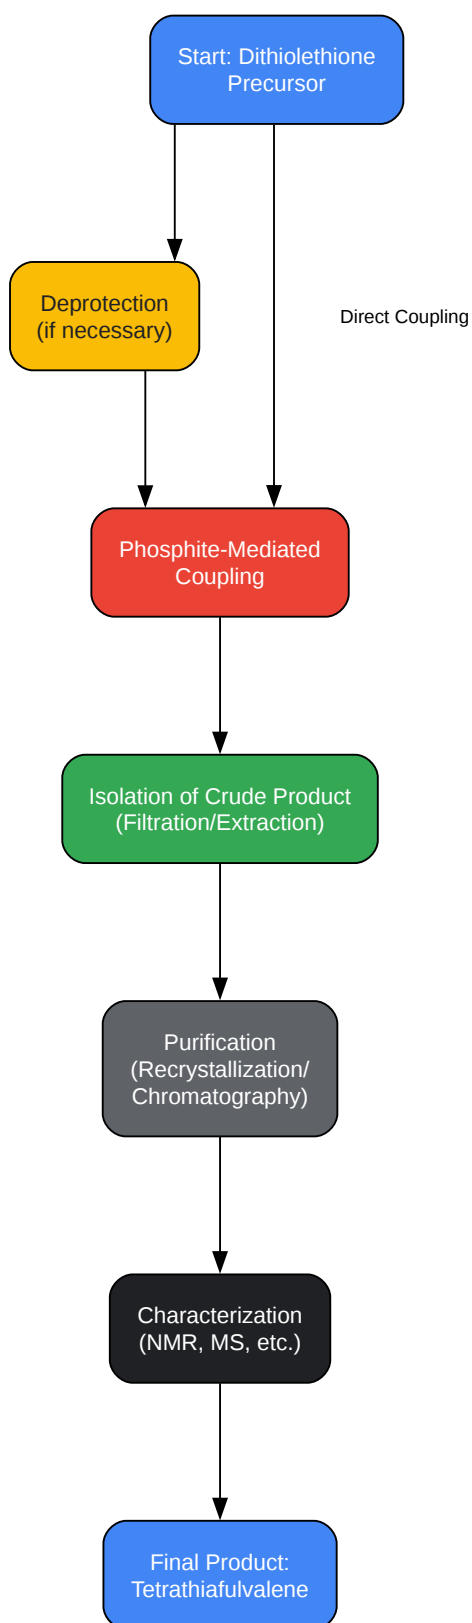 Start: Dithiolethione
Precursor
Deprotection
(if necessary)
Direct Coupling
Phosphite-Mediated
Coupling
Isolation of Crude Product
(Filtration/Extraction)
Purification
(Recrystallization/
Chromatography)
Characterization
(NMR, MS, etc.)
Final Product:
Tetrathiafulvalene